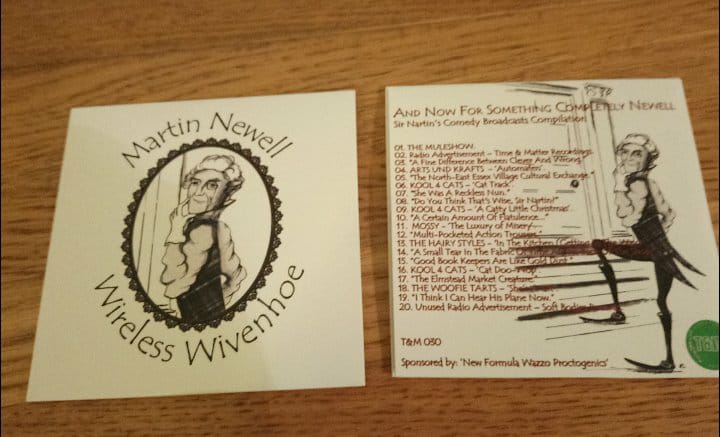 Martin Newell
Wireless Wivenhoe
AND NOW FOR SOMETHING COMPLETELY NEWELL
Sir Nartin's Comedy Broadcasts Compilation
01. THE MULESHOW.
02. Radio Advertisement – Time & Matter Recordings.
03. "A Fine Difference Between Clever And Wrong."
04. ARTS UND KRAFTS – 'Automaten'.
05. "The North-East Essex Village Cultural Exchange."
06. KOOL 4 CATS – 'Cat Track'.
07. "She Was A Reckless Nun."
08. "Do You Think That's Wise, Sir Nartin!"
09. KOOL 4 CATS – 'A Catty Little Christmas'.
10. "A Certain Amount Of Flatulence..."
11. MOSSY – 'The Luxury of Misery'.
12. "Multi-Pocketed Action Trousers."
13. THE HAIRY STYLES – 'In The Kitchen
14. "A Small Tear In The Fabric
15. "Good Book Keepers Are Like Gold Dust."
16. KOOL 4 CATS – 'Cat Doo-Wop'.
17. "The Elmstead Market Creature."
18. THE WOOFIE TARTS –
19. "I Think I Can Hear His Plane Now."
20. Unused Radio Advertisement – Soft
T&M 030
Sponsored by: 'New Formula Wazzo Proctogenics'